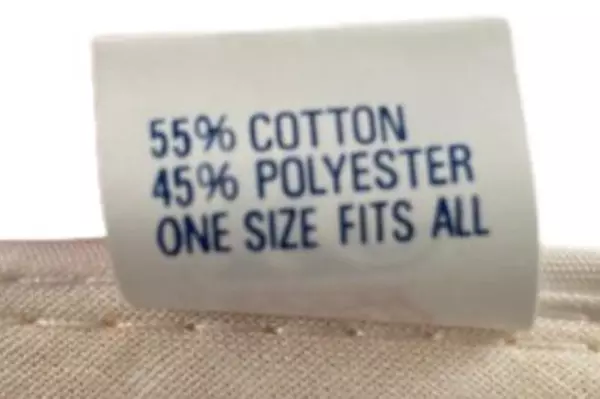 55% COTTON
45% POLYESTER
ONE SIZE FITS ALL